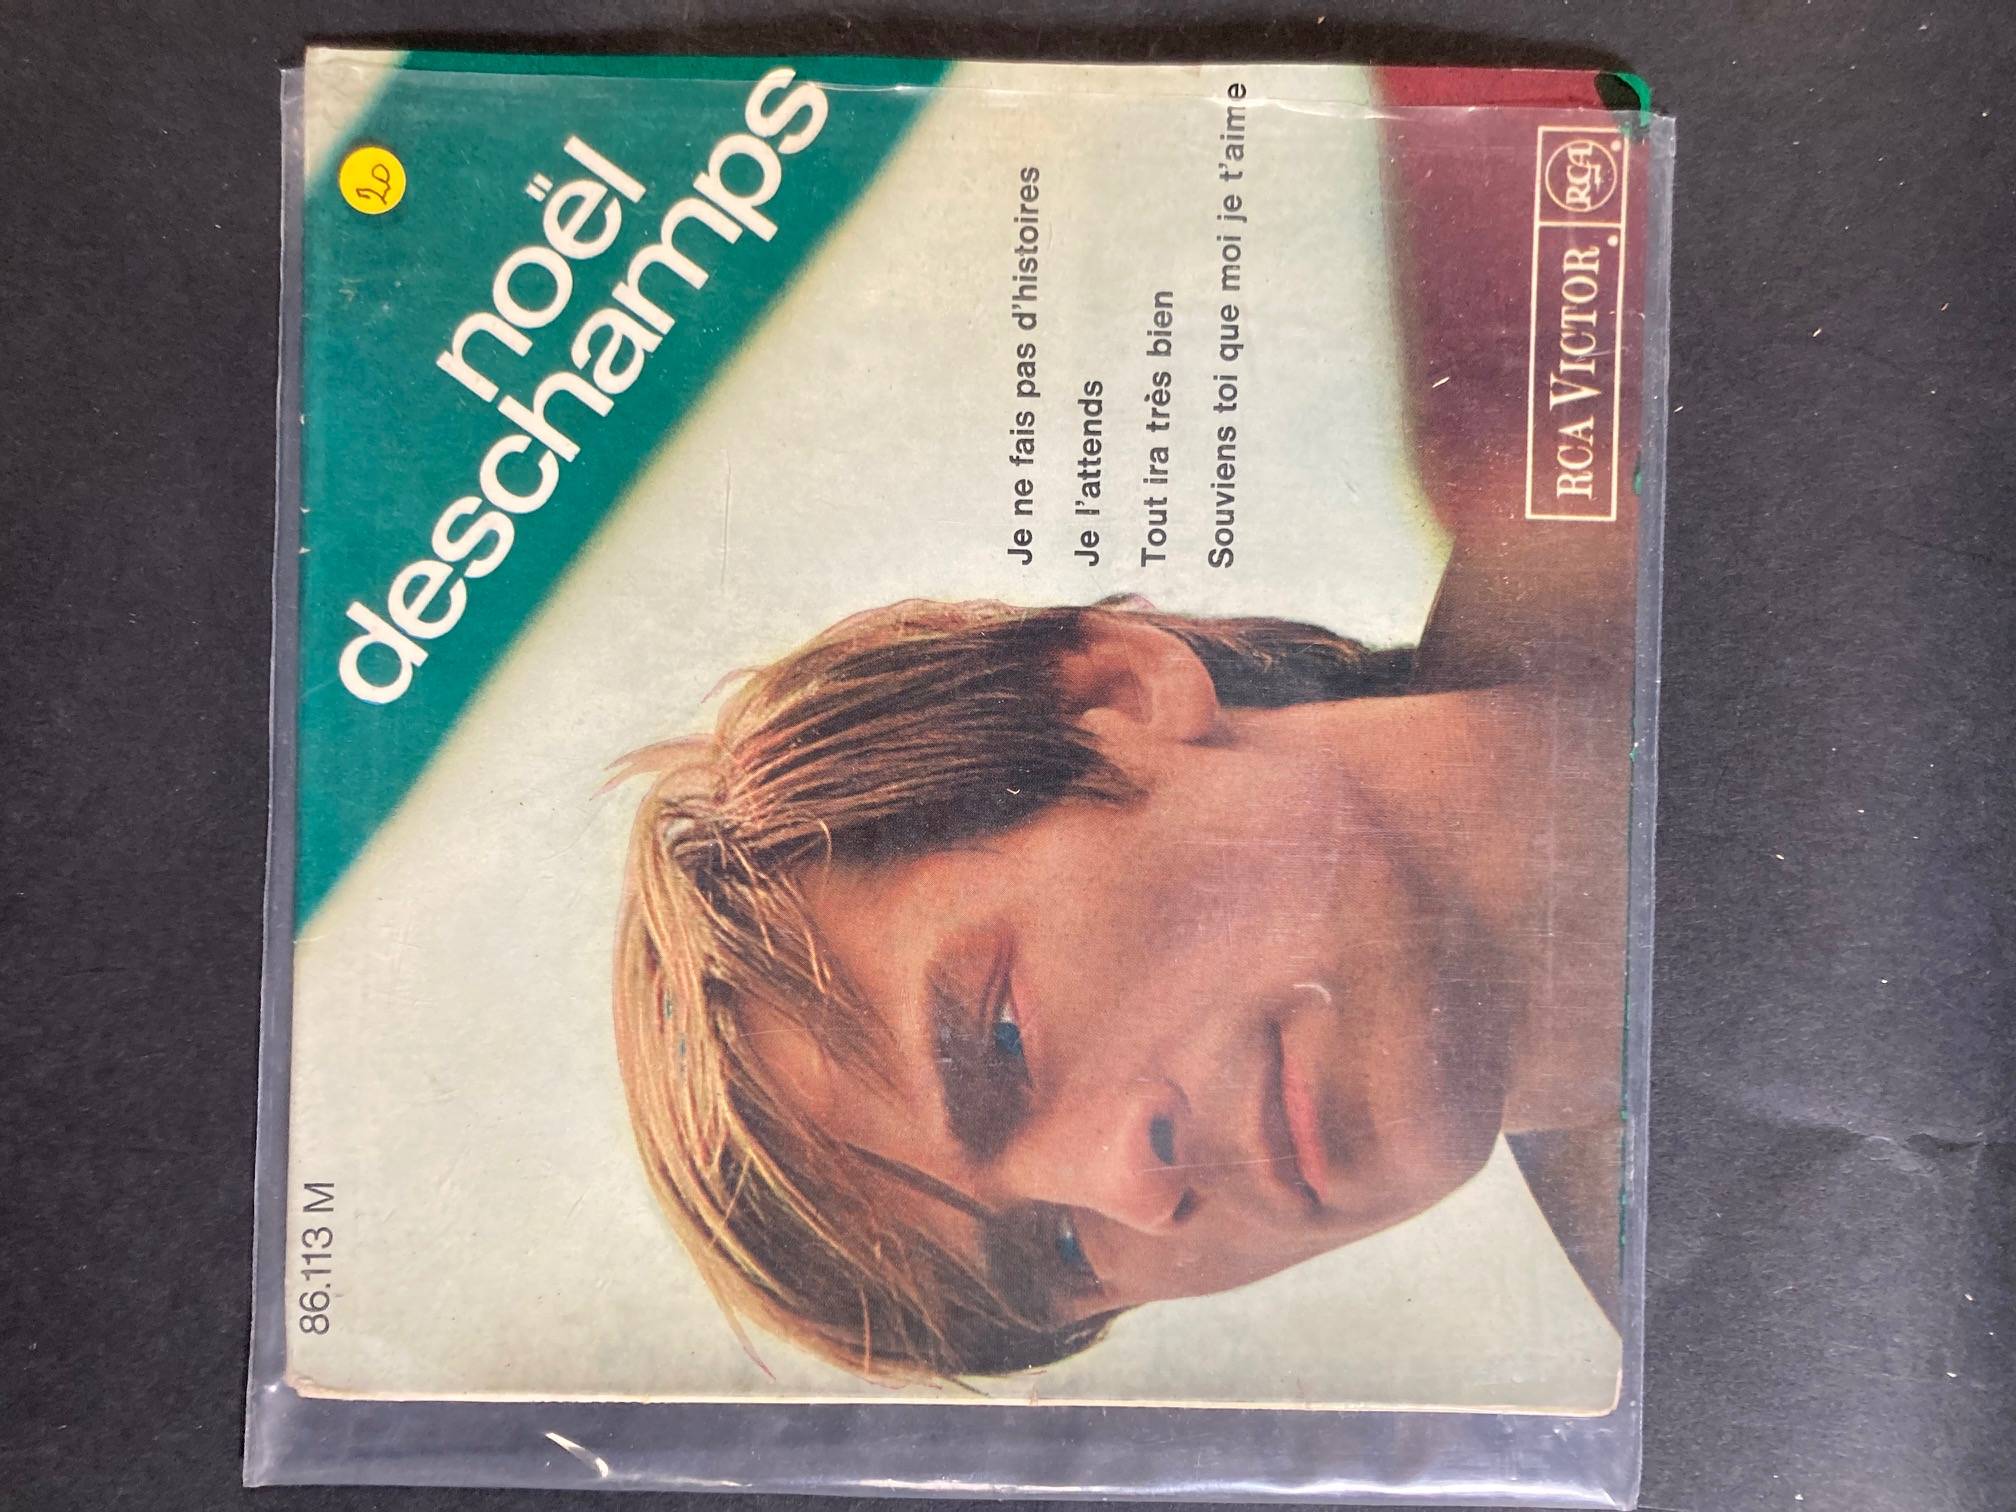 86.113 M
noël
deschamps
20
Je ne fais pas d'histoires
Je l'attends
Tout ira très bien
Souviens toi que moi je t'aime
RCA VICTOR RCA